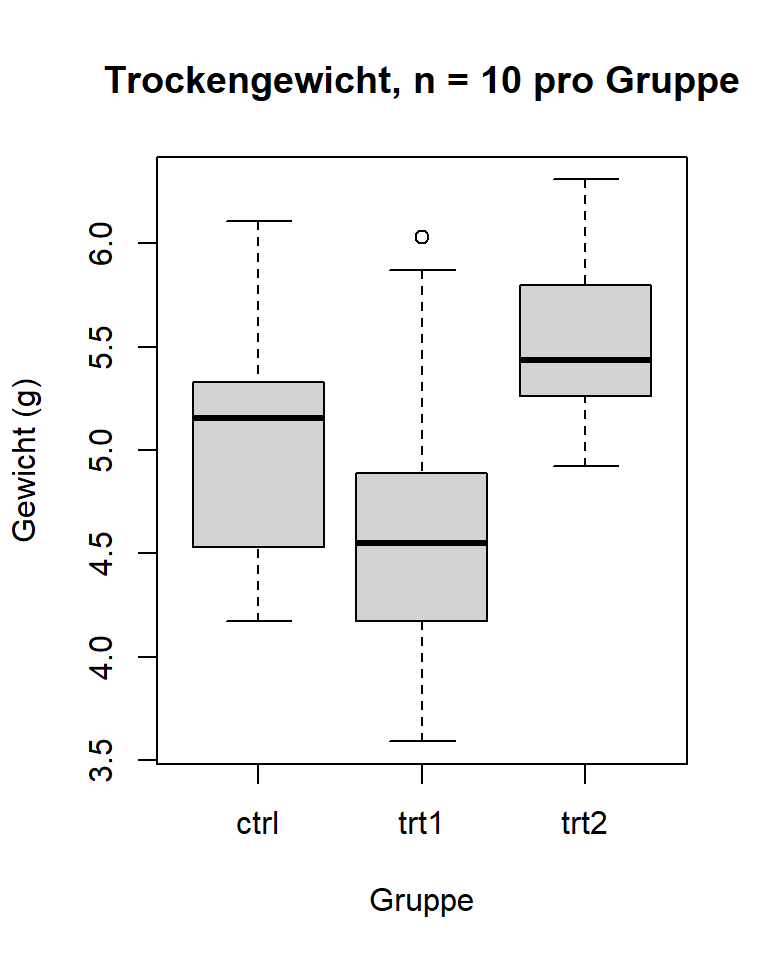 Trockengewicht, n = 10 pro Gruppe
Gewicht (g)
6.0
5.5
5.0
4.5
4.0
3.5
ctrl trt1 trt2
Gruppe